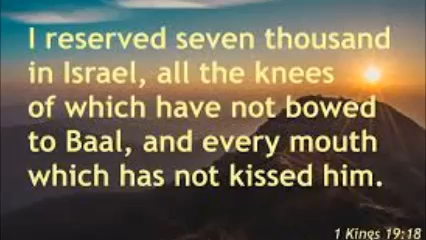 I reserved seven thousand
in Israel, all the knees
of which have not bowed
to Baal, and every mouth
which has not kissed him.
1 Kings 19:18